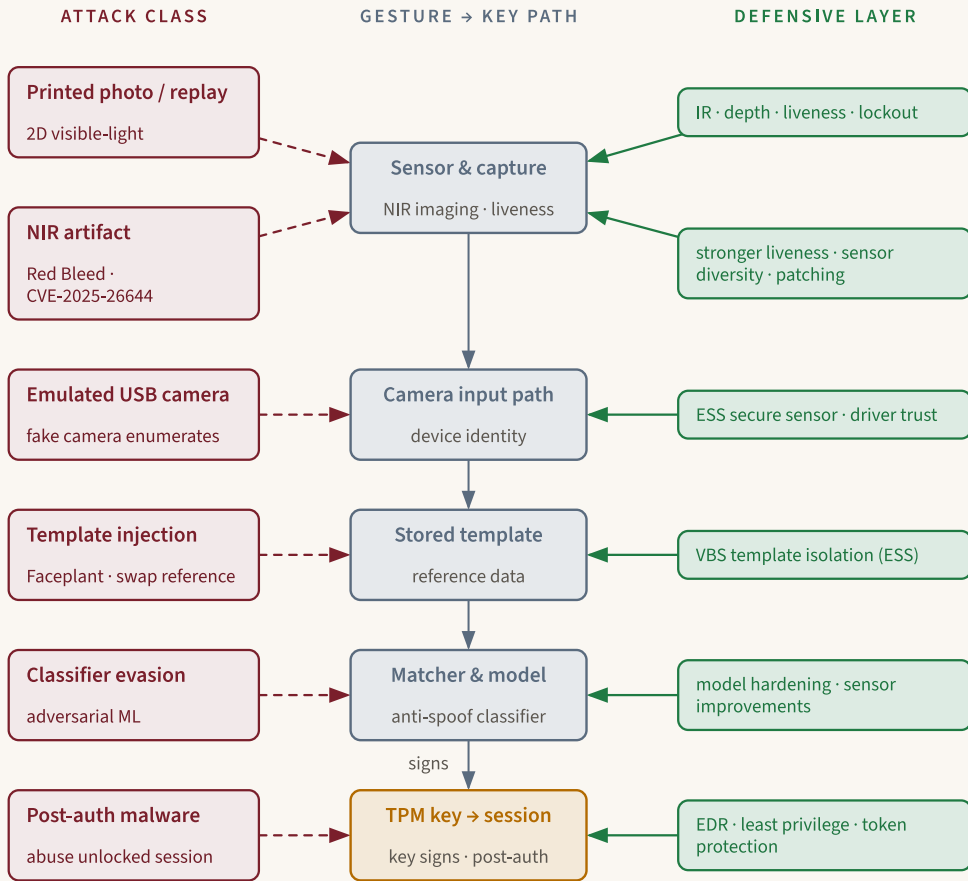 ATTACK CLASS
GESTURE → KEY PATH
DEFENSIVE LAYER
Printed photo / replay
2D visible-light
IR · depth · liveness · lockout
Sensor & capture
NIR imaging · liveness
NIR artifact
Red Bleed ·
CVE-2025-26644
stronger liveness · sensor
diversity · patching
Emulated USB camera
fake camera enumerates
Camera input path
device identity
ESS secure sensor · driver trust
Template injection
Faceplant · swap reference
Stored template
reference data
VBS template isolation (ESS)
Classifier evasion
adversarial ML
Matcher & model
anti-spoof classifier
model hardening · sensor
improvements
signs
Post-auth malware
abuse unlocked session
TPM key → session
key signs · post-auth
EDR · least privilege · token
protection